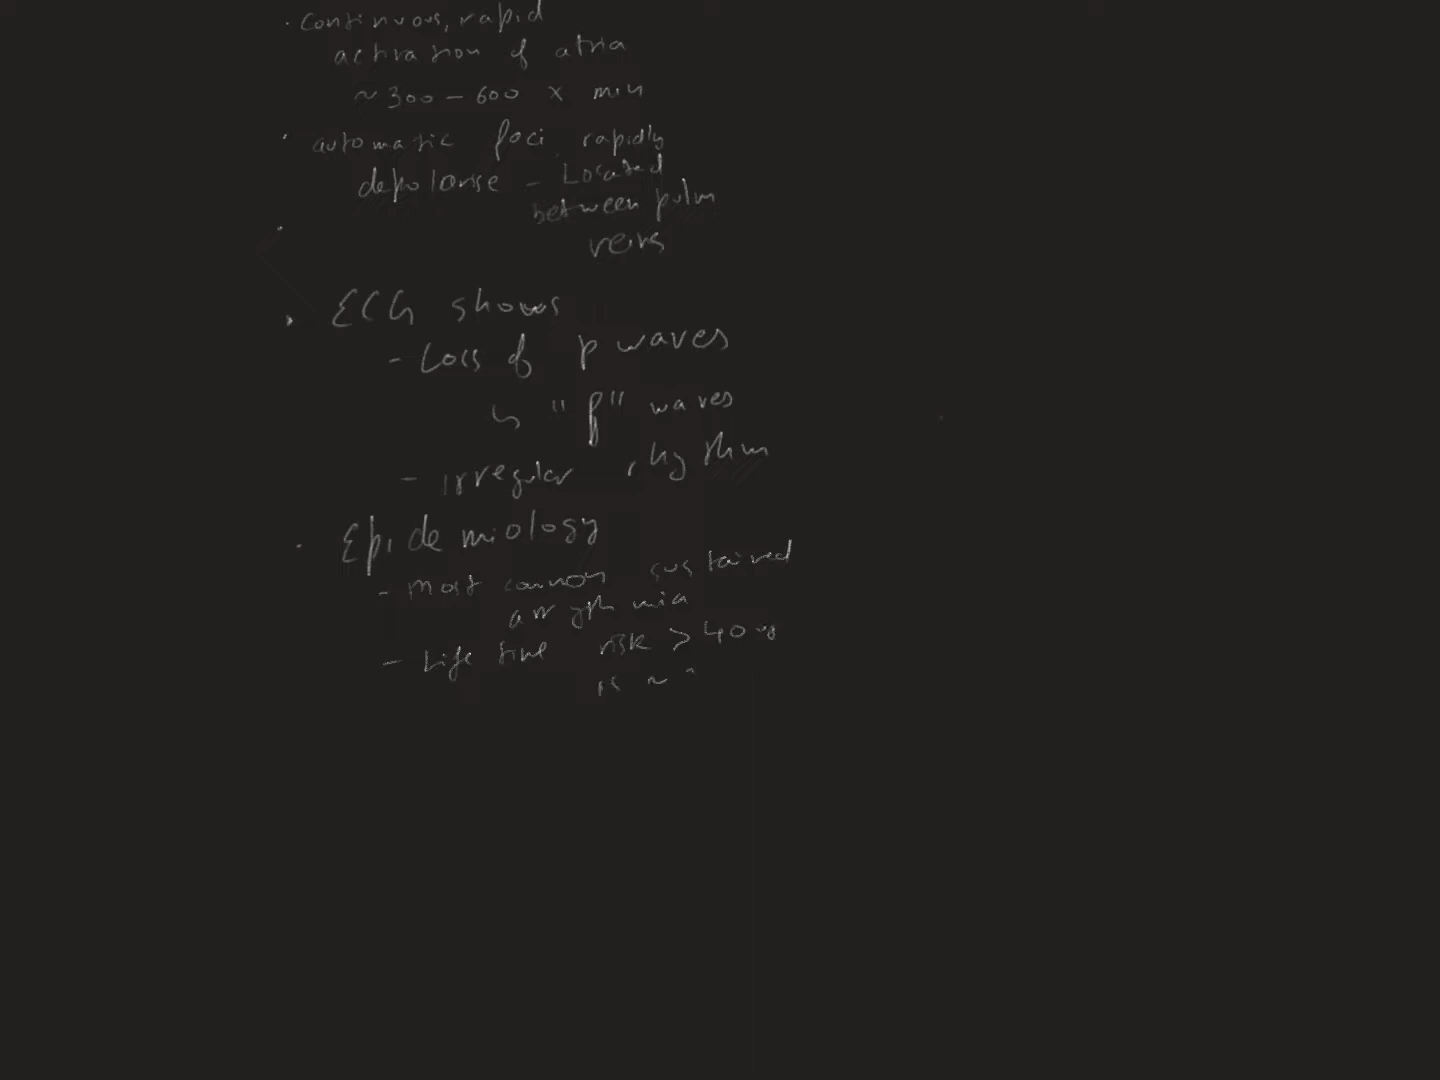 · continuous, rapid
activation of atria
~ 300 – 600 x min
· automatic foci rapidly
depolarise – Located
between pulm
veins
·
· ECG shows
- Loss of p waves
↳ "f" waves
- irregular rhythm
· Epidemiology
- most common sustained
arrythmia
- Life time risk > 40
is ~